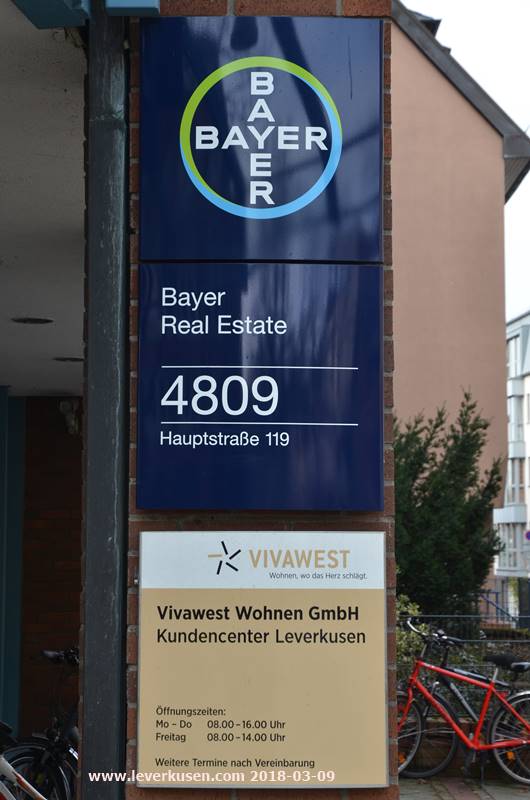 BAYER
BAYER
Bayer
Real Estate
4809
Hauptstraße 119
VIVAWEST
Wohnen, wo das Herz schlägt.
Vivawest Wohnen GmbH
Kundencenter Leverkusen
Öffnungszeiten:
Mo – Do 08.00 – 16.00 Uhr
Freitag 08.00 – 14.00 Uhr
Weitere Termine nach Vereinbarung
www.leverkusen.com 2018-03-09